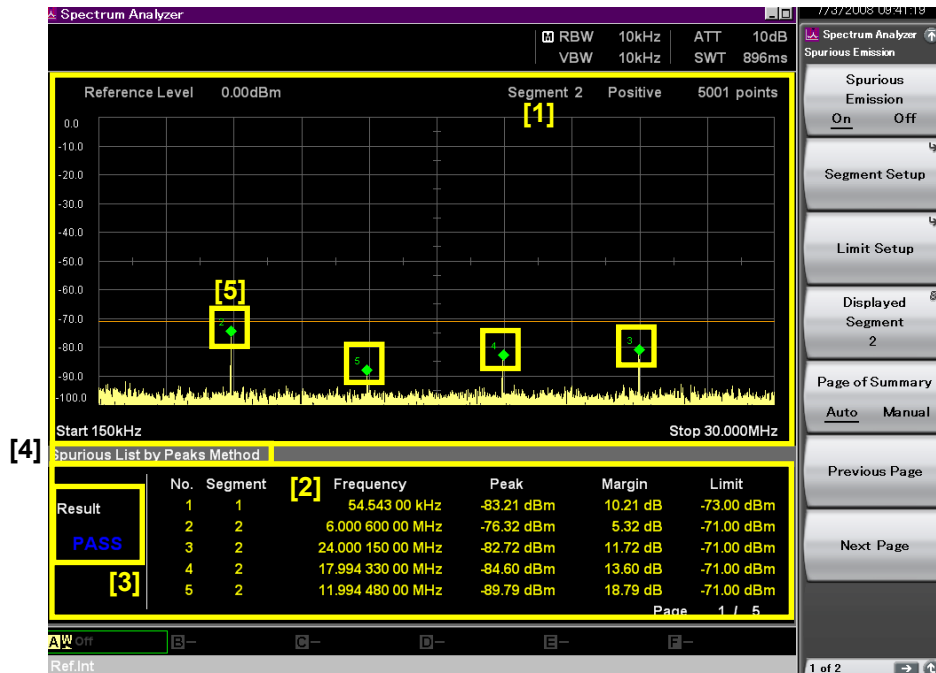 Spectrum Analyzer
7/3/2008 09:41:19
M RBW 10kHz ATT 10dB
VBW 10kHz SWT 896ms
Reference Level 0.00dBm Segment 2 Positive 5001 points
[1]
0.0
-10.0
-20.0
-30.0
-40.0
-50.0
-60.0
-70.0
-80.0
-90.0
-100.0
[5]
2
5
4
3
Start 150kHz Stop 30.000MHz
[4]
Spurious List by Peaks Method
[2]
No. Segment Frequency Peak Margin Limit
1 1 54.543 00 kHz -83.21 dBm 10.21 dB -73.00 dBm
2 2 6.000 600 00 MHz -76.32 dBm 5.32 dB -71.00 dBm
3 2 24.000 150 00 MHz -82.72 dBm 11.72 dB -71.00 dBm
4 2 17.994 330 00 MHz -84.60 dBm 13.60 dB -71.00 dBm
5 2 11.994 480 00 MHz -89.79 dBm 18.79 dB -71.00 dBm
Page 1 / 5
Result
PASS
[3]
A W Off B— C— D— E— F—
Ref.Int
Spectrum Analyzer
Spurious Emission
Spurious
Emission
On Off
Segment Setup
Limit Setup
Displayed
Segment
2
Page of Summary
Auto Manual
Previous Page
Next Page
1 of 2